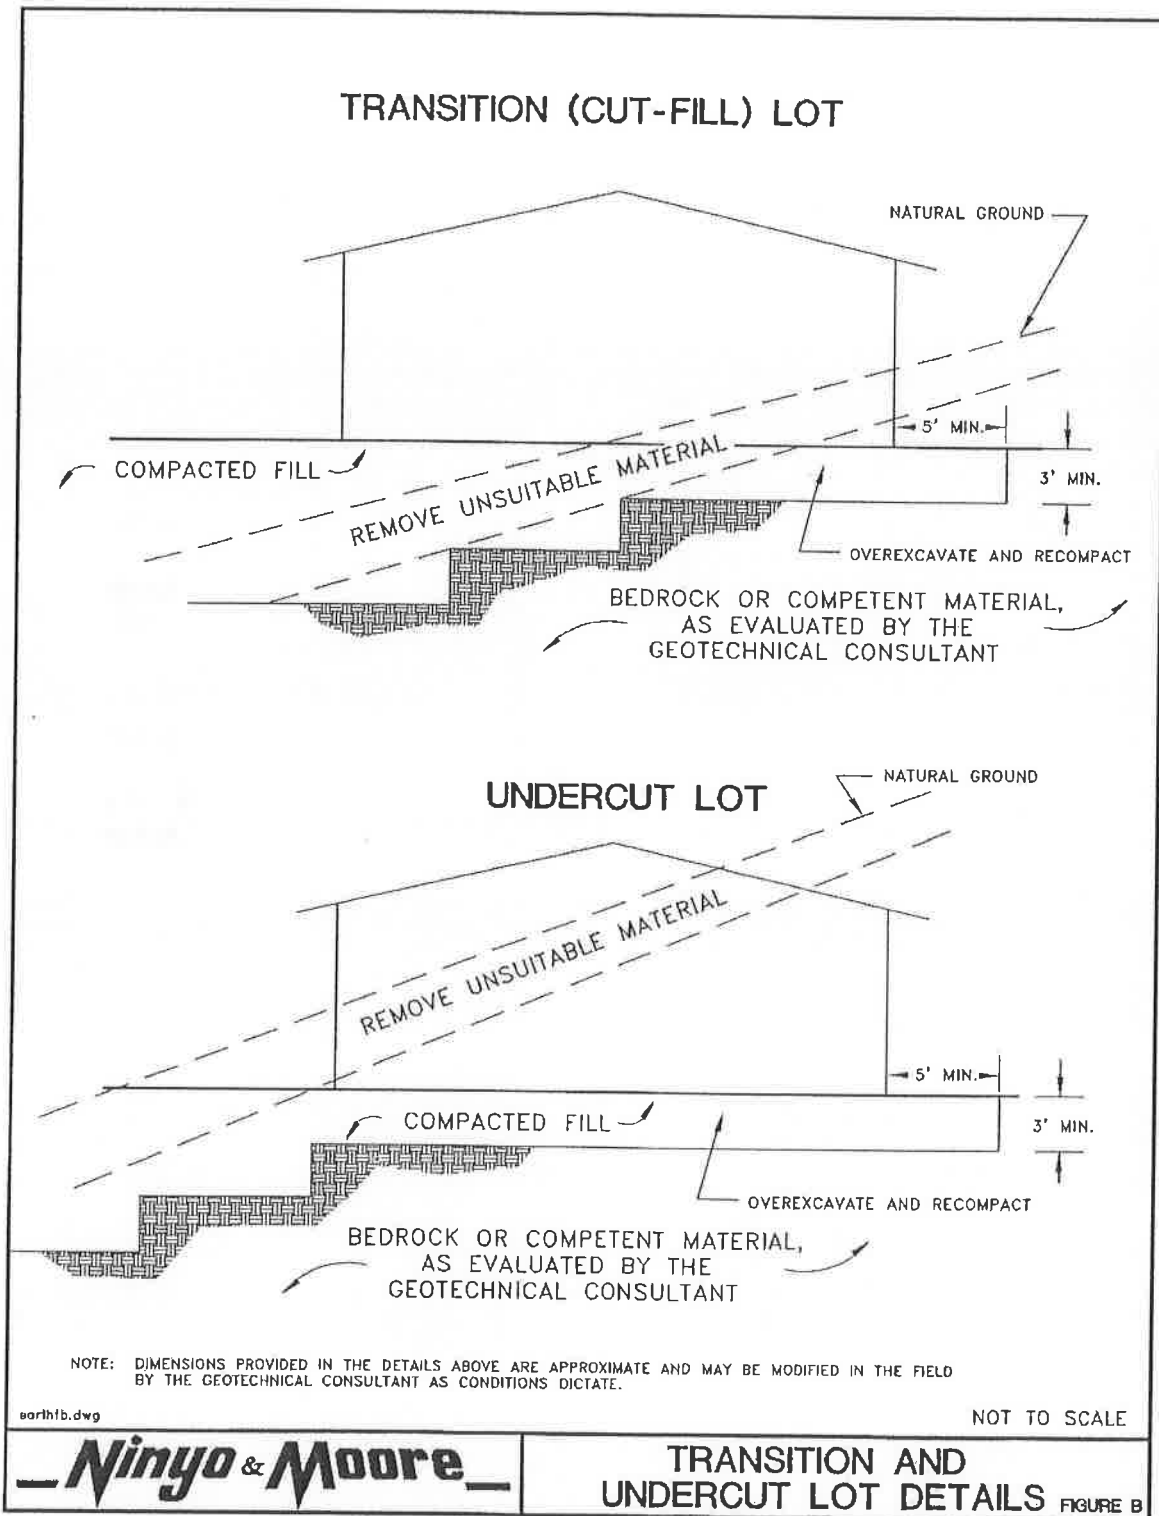 TRANSITION (CUT-FILL) LOT
NATURAL GROUND
5' MIN.
COMPACTED FILL
REMOVE UNSUITABLE MATERIAL
3' MIN.
OVEREXCAVATE AND RECOMPACT
BEDROCK OR COMPETENT MATERIAL,
AS EVALUATED BY THE
GEOTECHNICAL CONSULTANT
UNDERCUT LOT
NATURAL GROUND
REMOVE UNSUITABLE MATERIAL
5' MIN.
COMPACTED FILL
3' MIN.
OVEREXCAVATE AND RECOMPACT
BEDROCK OR COMPETENT MATERIAL,
AS EVALUATED BY THE
GEOTECHNICAL CONSULTANT
NOTE: DIMENSIONS PROVIDED IN THE DETAILS ABOVE ARE APPROXIMATE AND MAY BE MODIFIED IN THE FIELD
BY THE GEOTECHNICAL CONSULTANT AS CONDITIONS DICTATE.
earthfb.dwg
NOT TO SCALE
Ninyo & Moore
TRANSITION AND
UNDERCUT LOT DETAILS FIGURE B